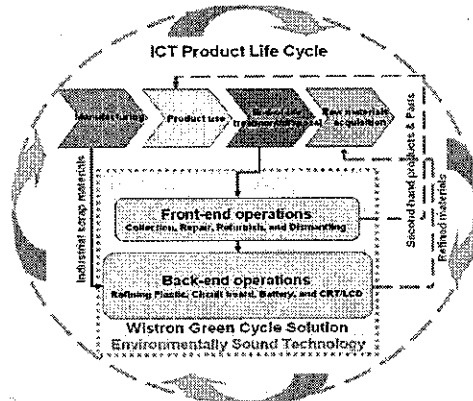 ICT Product Life Cycle
Manufacturing
Product use
Raw materials
acquisition
Second-hand products & Parts
Refined materials
Industrial scrap materials
Front-end operations
Collection, Repair, Refurbish, and Dismantling
Back-end operations
Refining Plastic, Circuit board, Battery, and CRT/LCD
Wistron Green Cycle Solution
Environmentally Sound Technology